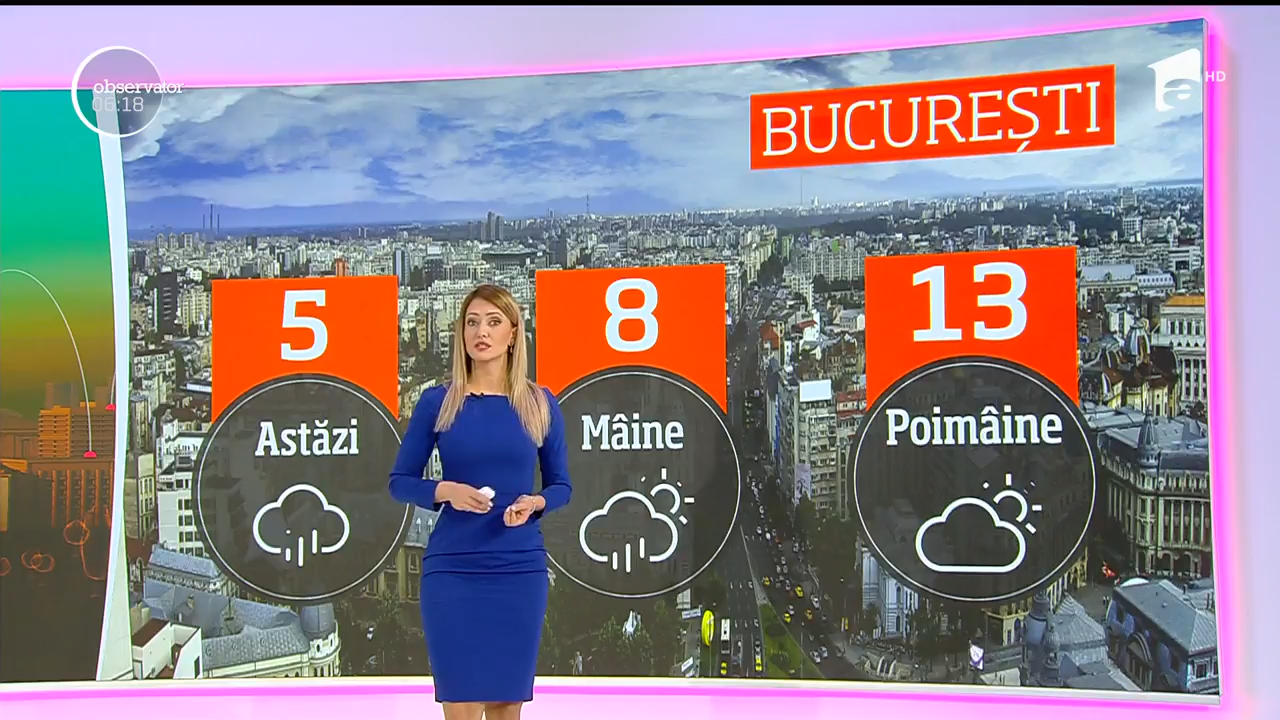 observator
06:18
HD
BUCUREȘTI
5
8
13
Astăzi
Mâine
Poimâine